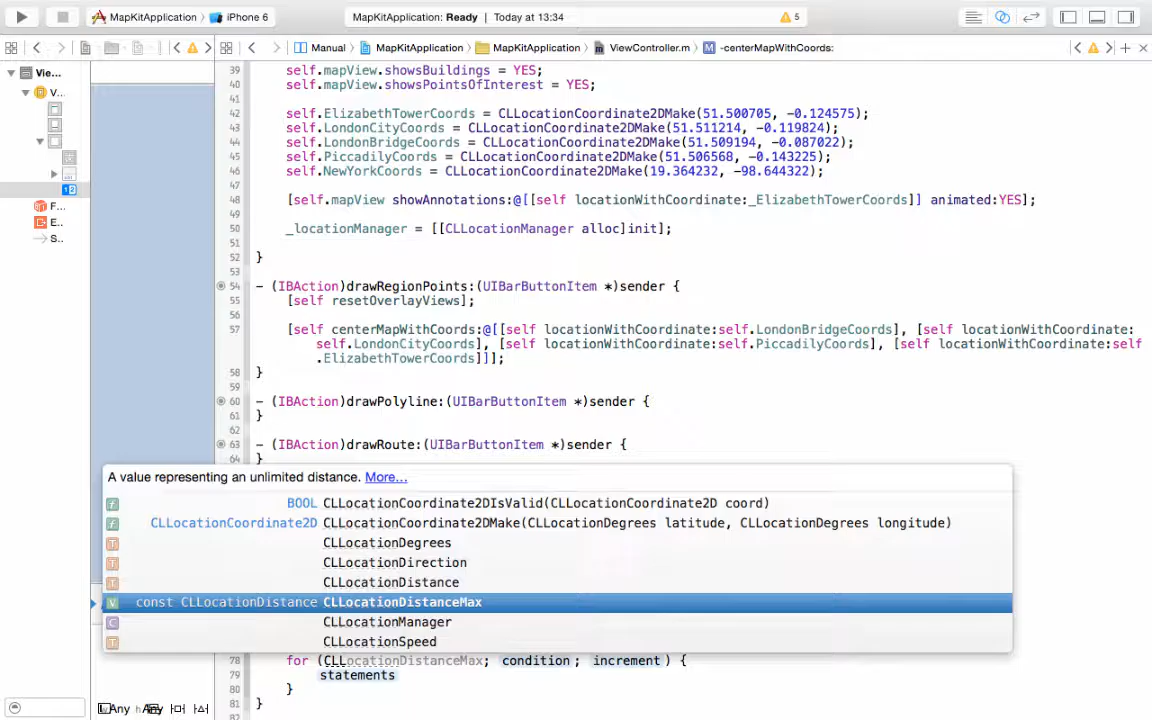 MapKitApplication
iPhone 6
MapKitApplication: Ready | Today at 13:34
5
Manual
MapKitApplication
MapKitApplication
ViewController.m
M -centerMapWithCoords:
Vie...
V...
12
F...
E...
S..
39 self.mapView.showsBuildings = YES;
40 self.mapView.showsPointsOfInterest = YES;
41
42 self.ElizabethTowerCoords = CLLocationCoordinate2DMake(51.500705, -0.124575);
43 self.LondonCityCoords = CLLocationCoordinate2DMake(51.511214, -0.119824);
44 self.LondonBridgeCoords = CLLocationCoordinate2DMake(51.509194, -0.087022);
45 self.PiccadilyCoords = CLLocationCoordinate2DMake(51.506568, -0.143225);
46 self.NewYorkCoords = CLLocationCoordinate2DMake(19.364232, -98.644322);
47
48 [self.mapView showAnnotations:@[[self locationWithCoordinate:_ElizabethTowerCoords]] animated:YES];
49
50 _locationManager = [[CLLocationManager alloc]init];
51
52 }
53
54 - (IBAction)drawRegionPoints:(UIBarButtonItem *)sender {
55 [self resetOverlayViews];
56
57 [self centerMapWithCoords:@[[self locationWithCoordinate:self.LondonBridgeCoords], [self locationWithCoordinate:
self.LondonCityCoords], [self locationWithCoordinate:self.PiccadilyCoords], [self locationWithCoordinate:self
.ElizabethTowerCoords]]];
58 }
59
60 - (IBAction)drawPolyline:(UIBarButtonItem *)sender {
61 }
62
63 - (IBAction)drawRoute:(UIBarButtonItem *)sender {
64 }
A value representing an unlimited distance. More...
f BOOL CLLocationCoordinate2DIsValid(CLLocationCoordinate2D coord)
f CLLocationCoordinate2D CLLocationCoordinate2DMake(CLLocationDegrees latitude, CLLocationDegrees longitude)
T CLLocationDegrees
T CLLocationDirection
T CLLocationDistance
V const CLLocationDistance CLLocationDistanceMax
C CLLocationManager
T CLLocationSpeed
78 for (CLLocationDistanceMax; condition; increment) {
79 statements
80 }
81 }
82
Any
Any